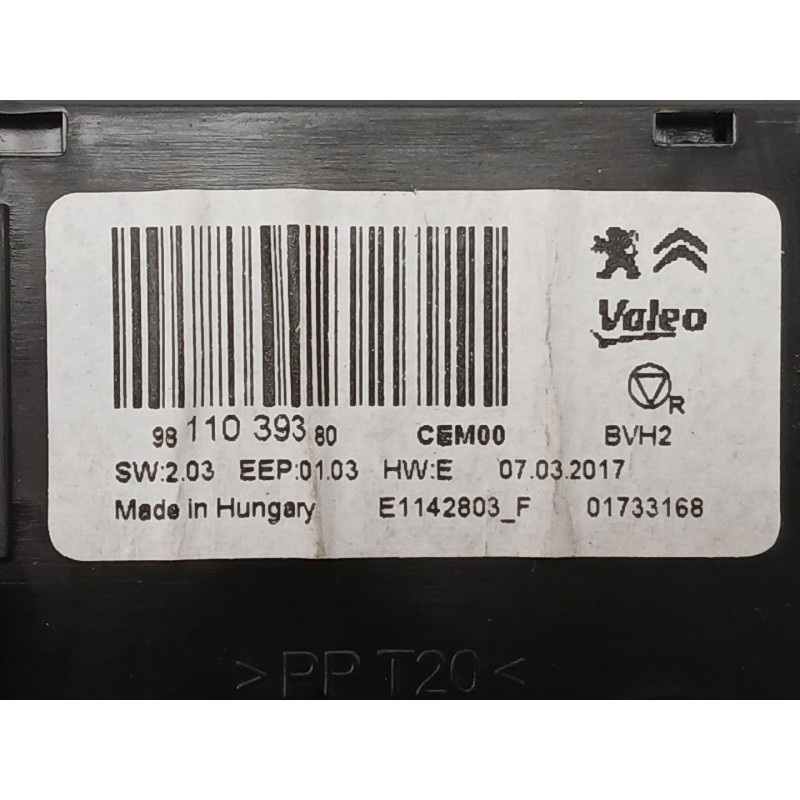 Valeo
R
98 110 393 80 CEM00 BVH2
SW:2.03 EEP:01.03 HW:E 07.03.2017
Made in Hungary E1142803_F 01733168
>PP T20<